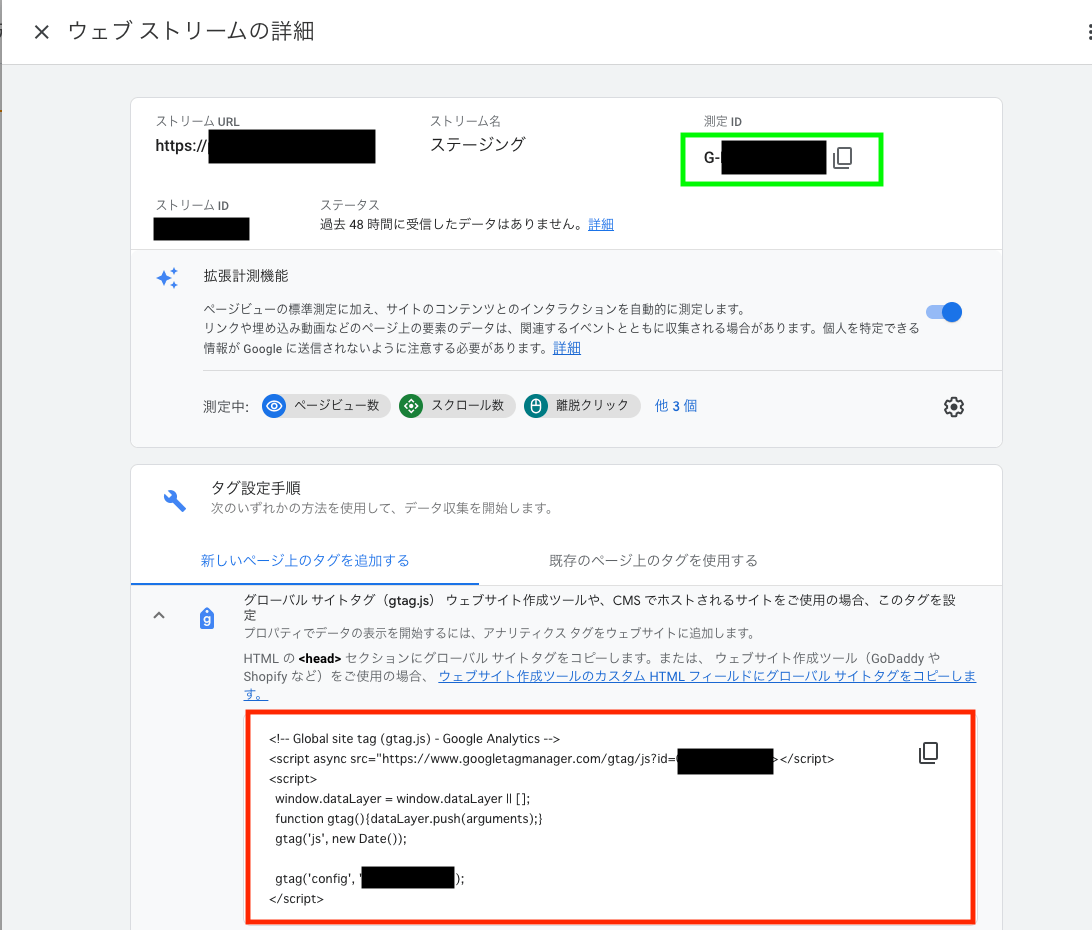 ウェブ ストリームの詳細
ストリーム URL
ストリーム名
測定 ID
https://
ステージング
G-
ストリーム ID
ステータス
過去 48 時間に受信したデータはありません。詳細
拡張計測機能
ページビューの標準測定に加え、サイトのコンテンツとのインタラクションを自動的に測定します。
リンクや埋め込み動画などのページ上の要素のデータは、関連するイベントとともに収集される場合があります。個人を特定できる
情報が Google に送信されないように注意する必要があります。詳細
測定中: ページビュー数 スクロール数 離脱クリック 他 3 個
タグ設定手順
次のいずれかの方法を使用して、データ収集を開始します。
新しいページ上のタグを追加する
既存のページ上のタグを使用する
グローバル サイトタグ（gtag.js） ウェブサイト作成ツールや、CMS でホストされるサイトをご使用の場合、このタグを設
定
プロパティでデータの表示を開始するには、アナリティクス タグをウェブサイトに追加します。
HTML の <head> セクションにグローバル サイトタグをコピーします。または、 ウェブサイト作成ツール（GoDaddy や
Shopify など）をご使用の場合、 ウェブサイト作成ツールのカスタム HTML フィールドにグローバル サイトタグをコピーしま
す。
<!-- Global site tag (gtag.js) - Google Analytics -->
<script async src="https://www.googletagmanager.com/gtag/js?id= ></script>
<script>
window.dataLayer = window.dataLayer || [];
function gtag(){dataLayer.push(arguments);}
gtag('js', new Date());
gtag('config', ' );
</script>